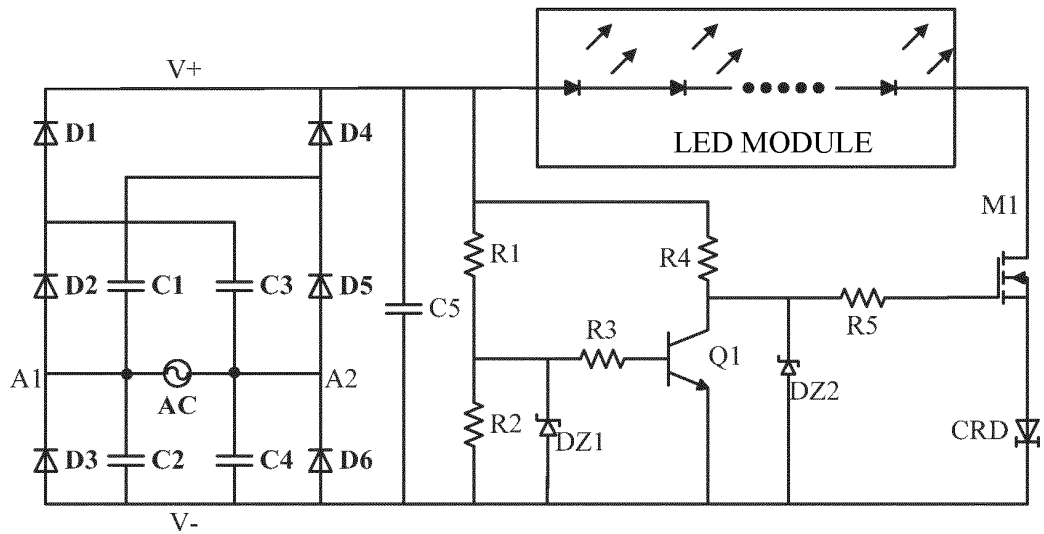 V+
D1
D4
LED MODULE
M1
R1
R4
D2
C1
C3
D5
C5
R5
R3
Q1
A1
AC
A2
DZ2
R2
DZ1
CRD
D3
C2
C4
D6
V-